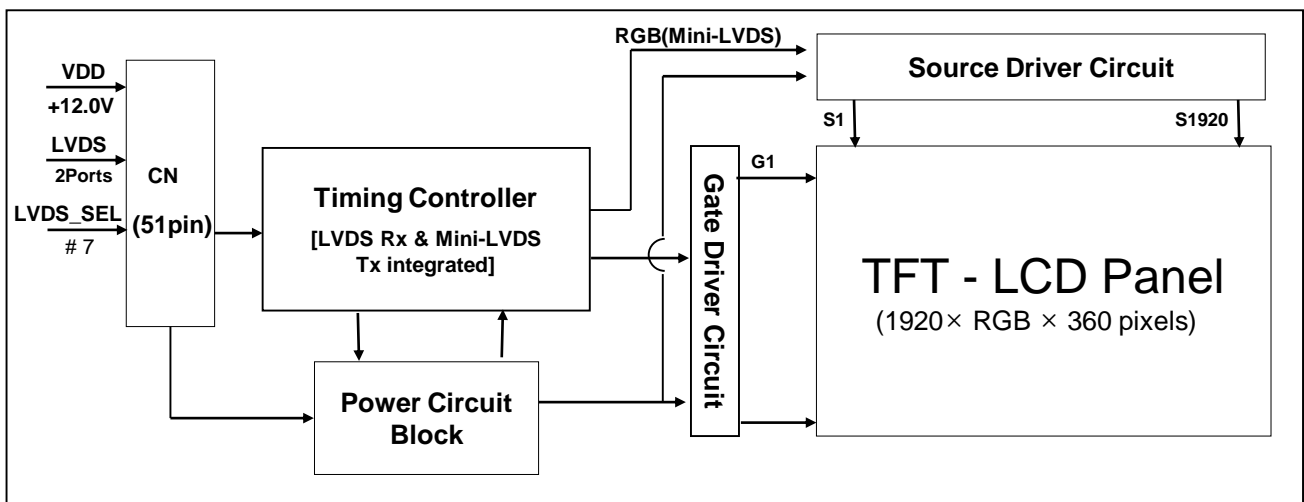 VDD
+12.0V
LVDS
2Ports
LVDS_SEL
# 7
CN
(51pin)
Timing Controller
[LVDS Rx & Mini-LVDS
Tx integrated]
Power Circuit
Block
RGB(Mini-LVDS)
Source Driver Circuit
S1
S1920
G1
Gate Driver Circuit
TFT - LCD Panel
(1920× RGB × 360 pixels)